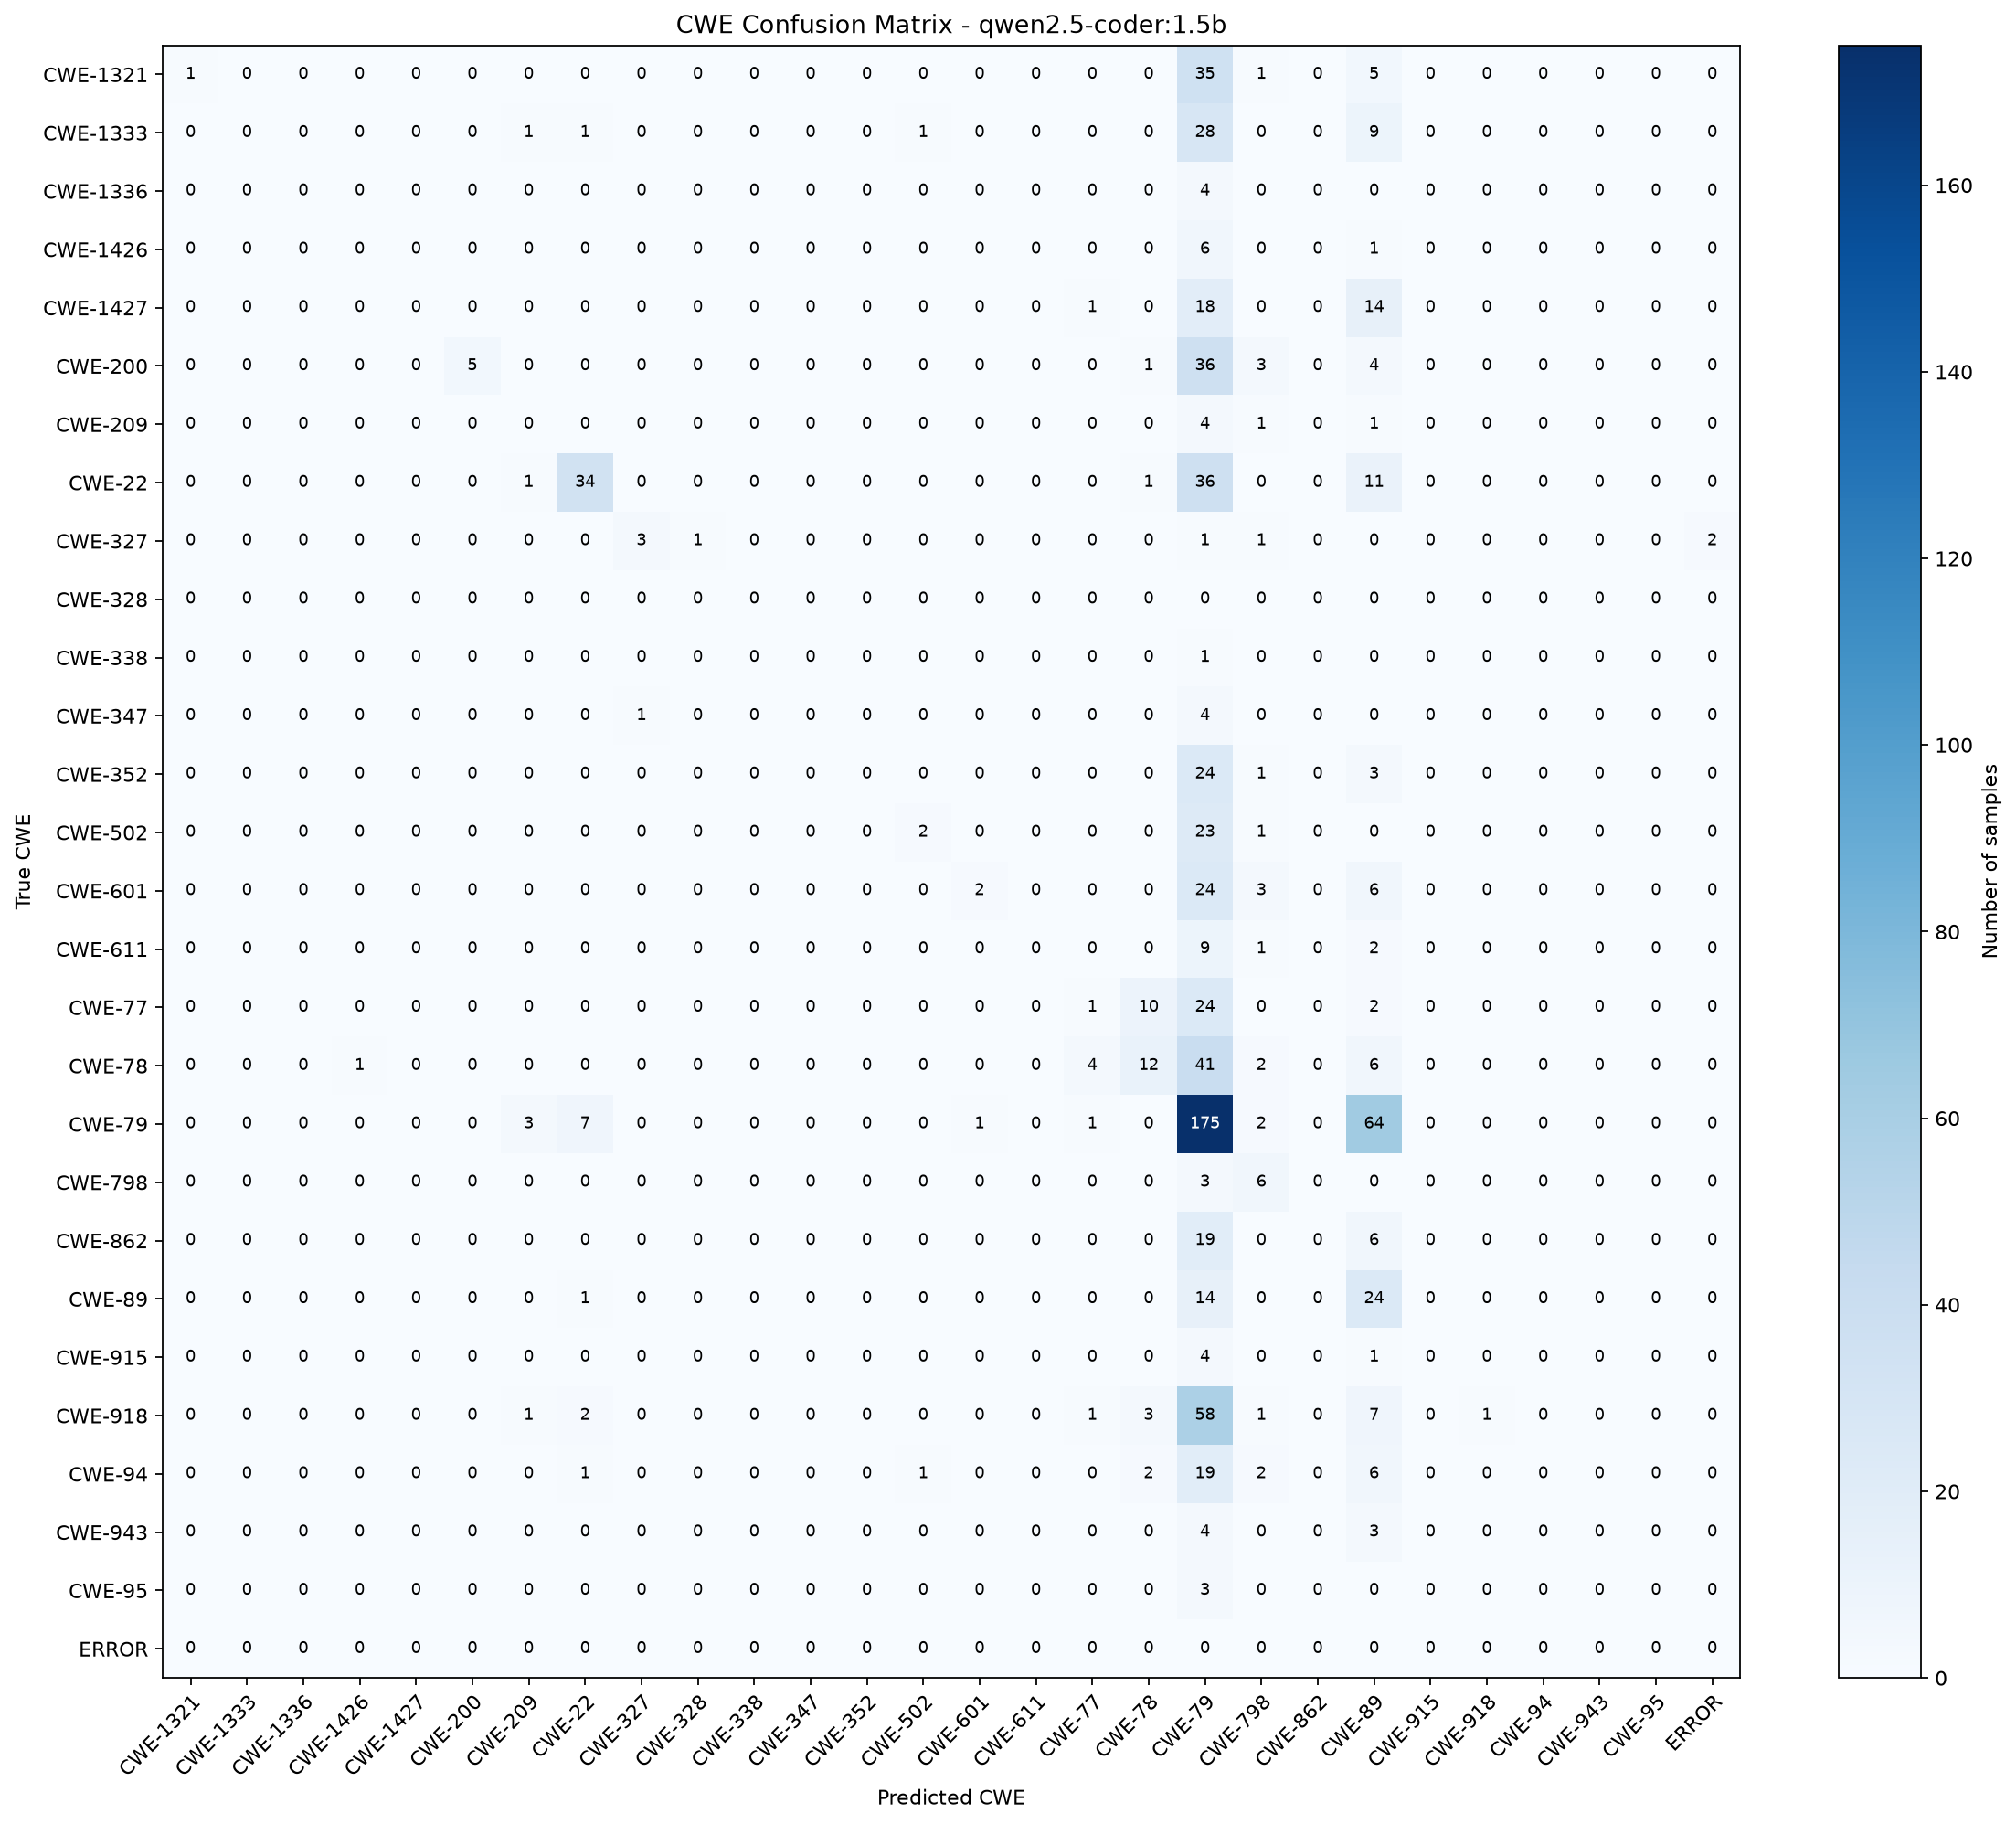 CWE Confusion Matrix - qwen2.5-coder:1.5b
CWE-1321 1 0 0 0 0 0 0 0 0 0 0 0 0 0 0 0 0 0 35 1 0 5 0 0 0 0 0 0
CWE-1333 0 0 0 0 0 0 1 1 0 0 0 0 0 1 0 0 0 0 28 0 0 9 0 0 0 0 0 0
CWE-1336 0 0 0 0 0 0 0 0 0 0 0 0 0 0 0 0 0 0 4 0 0 0 0 0 0 0 0 0
CWE-1426 0 0 0 0 0 0 0 0 0 0 0 0 0 0 0 0 0 0 6 0 0 1 0 0 0 0 0 0
CWE-1427 0 0 0 0 0 0 0 0 0 0 0 0 0 0 0 0 1 0 18 0 0 14 0 0 0 0 0 0
CWE-200 0 0 0 0 0 5 0 0 0 0 0 0 0 0 0 0 0 1 36 3 0 4 0 0 0 0 0 0
CWE-209 0 0 0 0 0 0 0 0 0 0 0 0 0 0 0 0 0 0 4 1 0 1 0 0 0 0 0 0
CWE-22 0 0 0 0 0 0 1 34 0 0 0 0 0 0 0 0 0 1 36 0 0 11 0 0 0 0 0 0
CWE-327 0 0 0 0 0 0 0 0 3 1 0 0 0 0 0 0 0 0 1 1 0 0 0 0 0 0 0 2
CWE-328 0 0 0 0 0 0 0 0 0 0 0 0 0 0 0 0 0 0 0 0 0 0 0 0 0 0 0 0
CWE-338 0 0 0 0 0 0 0 0 0 0 0 0 0 0 0 0 0 0 1 0 0 0 0 0 0 0 0 0
CWE-347 0 0 0 0 0 0 0 0 1 0 0 0 0 0 0 0 0 0 4 0 0 0 0 0 0 0 0 0
CWE-352 0 0 0 0 0 0 0 0 0 0 0 0 0 0 0 0 0 0 24 1 0 3 0 0 0 0 0 0
CWE-502 0 0 0 0 0 0 0 0 0 0 0 0 0 2 0 0 0 0 23 1 0 0 0 0 0 0 0 0
CWE-601 0 0 0 0 0 0 0 0 0 0 0 0 0 0 2 0 0 0 24 3 0 6 0 0 0 0 0 0
CWE-611 0 0 0 0 0 0 0 0 0 0 0 0 0 0 0 0 0 0 9 1 0 2 0 0 0 0 0 0
CWE-77 0 0 0 0 0 0 0 0 0 0 0 0 0 0 0 0 1 10 24 0 0 2 0 0 0 0 0 0
CWE-78 0 0 0 1 0 0 0 0 0 0 0 0 0 0 0 0 4 12 41 2 0 6 0 0 0 0 0 0
CWE-79 0 0 0 0 0 0 3 7 0 0 0 0 0 0 1 0 1 0 175 2 0 64 0 0 0 0 0 0
CWE-798 0 0 0 0 0 0 0 0 0 0 0 0 0 0 0 0 0 0 3 6 0 0 0 0 0 0 0 0
CWE-862 0 0 0 0 0 0 0 0 0 0 0 0 0 0 0 0 0 0 19 0 0 6 0 0 0 0 0 0
CWE-89 0 0 0 0 0 0 0 1 0 0 0 0 0 0 0 0 0 0 14 0 0 24 0 0 0 0 0 0
CWE-915 0 0 0 0 0 0 0 0 0 0 0 0 0 0 0 0 0 0 4 0 0 1 0 0 0 0 0 0
CWE-918 0 0 0 0 0 0 1 2 0 0 0 0 0 0 0 0 1 3 58 1 0 7 0 1 0 0 0 0
CWE-94 0 0 0 0 0 0 0 1 0 0 0 0 0 1 0 0 0 2 19 2 0 6 0 0 0 0 0 0
CWE-943 0 0 0 0 0 0 0 0 0 0 0 0 0 0 0 0 0 0 4 0 0 3 0 0 0 0 0 0
CWE-95 0 0 0 0 0 0 0 0 0 0 0 0 0 0 0 0 0 0 3 0 0 0 0 0 0 0 0 0
ERROR 0 0 0 0 0 0 0 0 0 0 0 0 0 0 0 0 0 0 0 0 0 0 0 0 0 0 0 0
CWE-1321 CWE-1333 CWE-1336 CWE-1426 CWE-1427 CWE-200 CWE-209 CWE-22 CWE-327 CWE-328 CWE-338 CWE-347 CWE-352 CWE-502 CWE-601 CWE-611 CWE-77 CWE-78 CWE-79 CWE-798 CWE-862 CWE-89 CWE-915 CWE-918 CWE-94 CWE-943 CWE-95 ERROR
Predicted CWE
True CWE
160
140
120
100
80
60
40
20
0
Number of samples